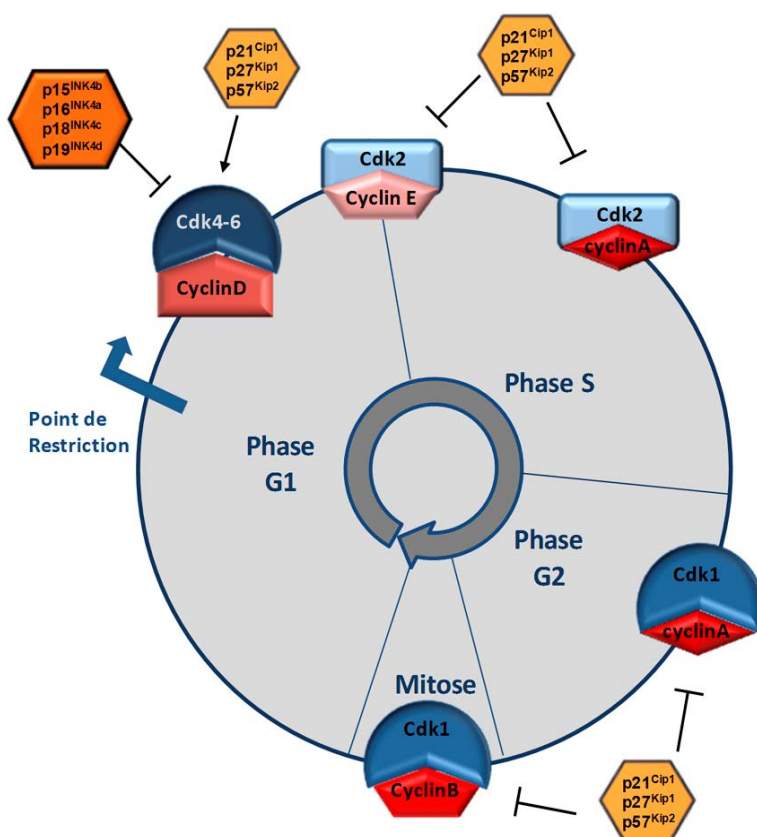 p21Cip1
p27Kip1
p57Kip2
p21Cip1
p27Kip1
p57Kip2
p15INK4b
p16INK4a
p18INK4c
p19INK4d
Cdk2
Cyclin E
Cdk4-6
CyclinD
Cdk2
cyclinA
Point de
Restriction
Phase S
Phase
G1
Phase
G2
Cdk1
cyclinA
Mitose
Cdk1
CyclinB
p21Cip1
p27Kip1
p57Kip2